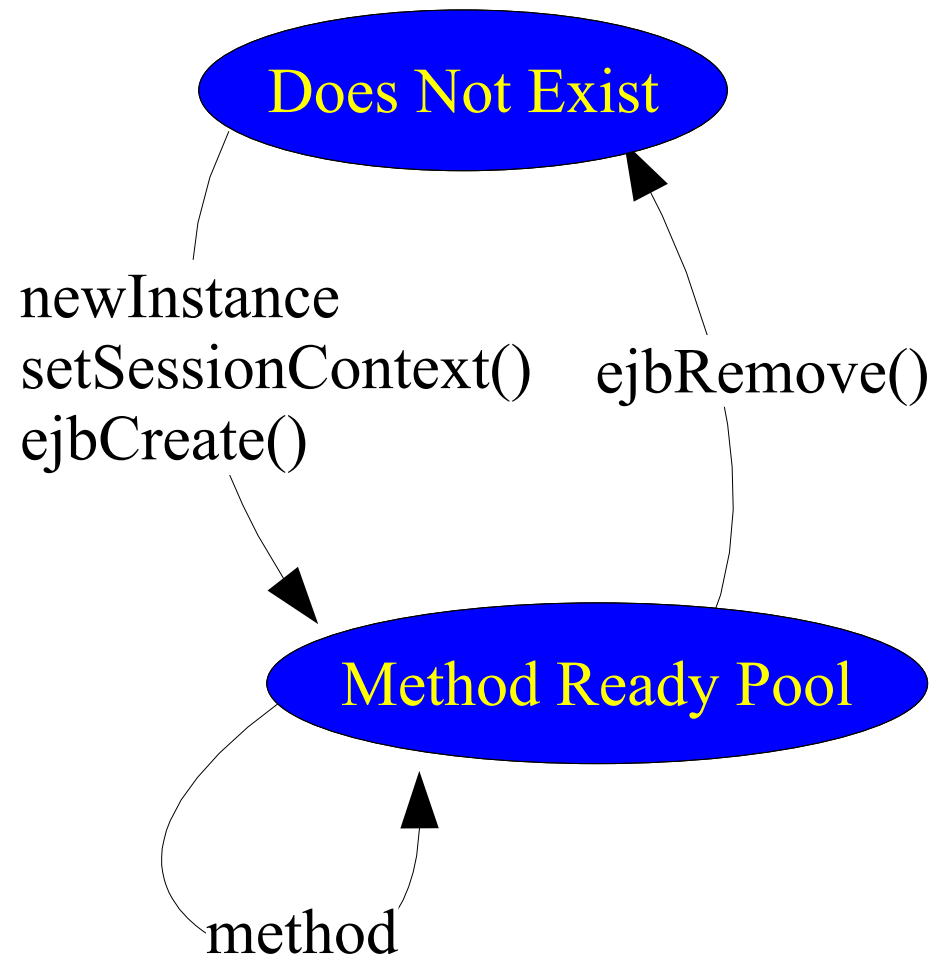 Does Not Exist
newInstance
setSessionContext()
ejbCreate()
ejbRemove()
Method Ready Pool
method